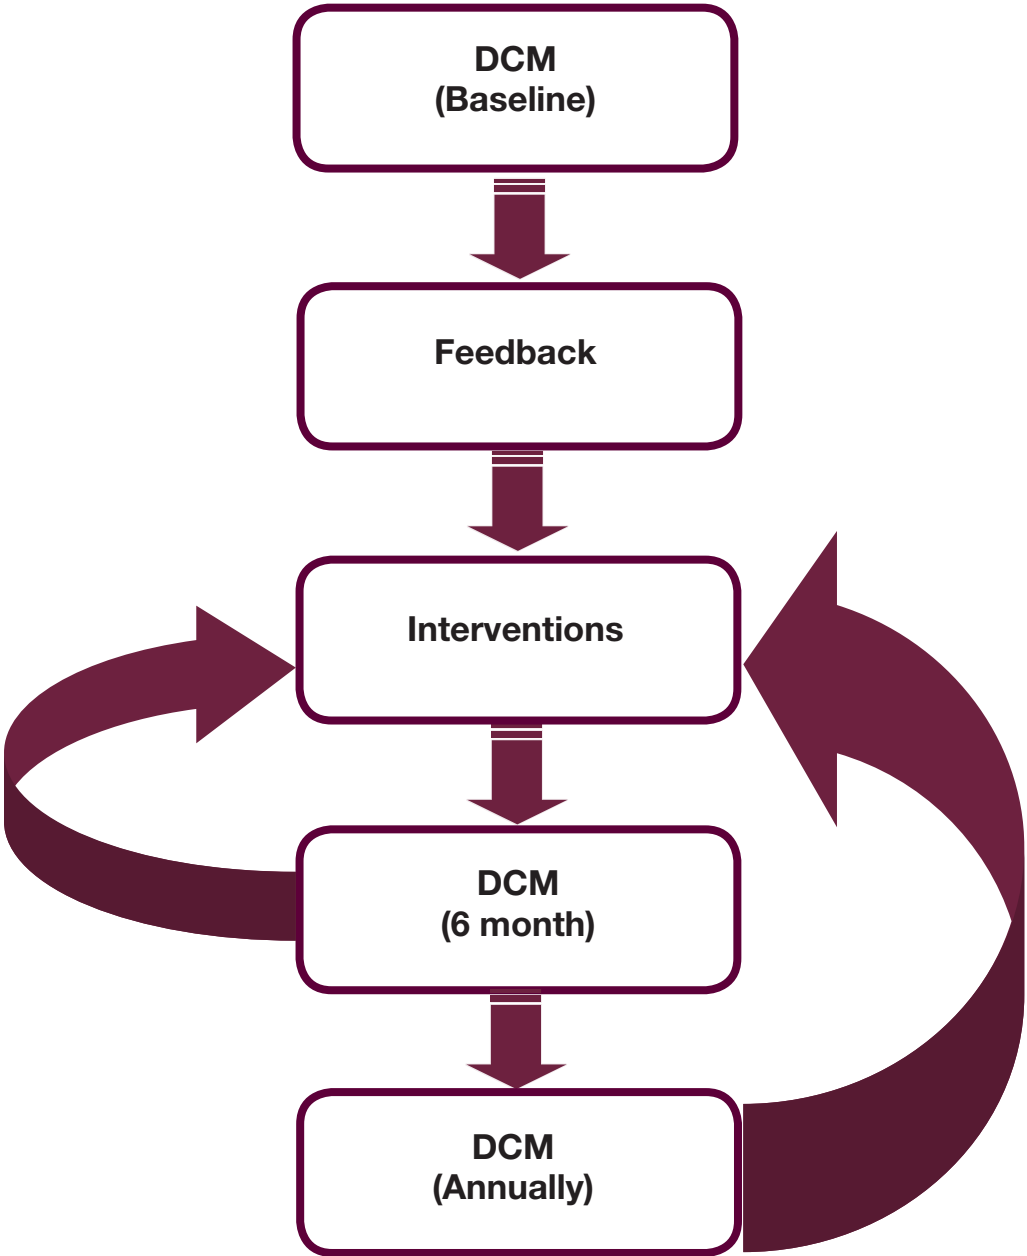 DCM
(Baseline)
Feedback
Interventions
DCM
(6 month)
DCM
(Annually)